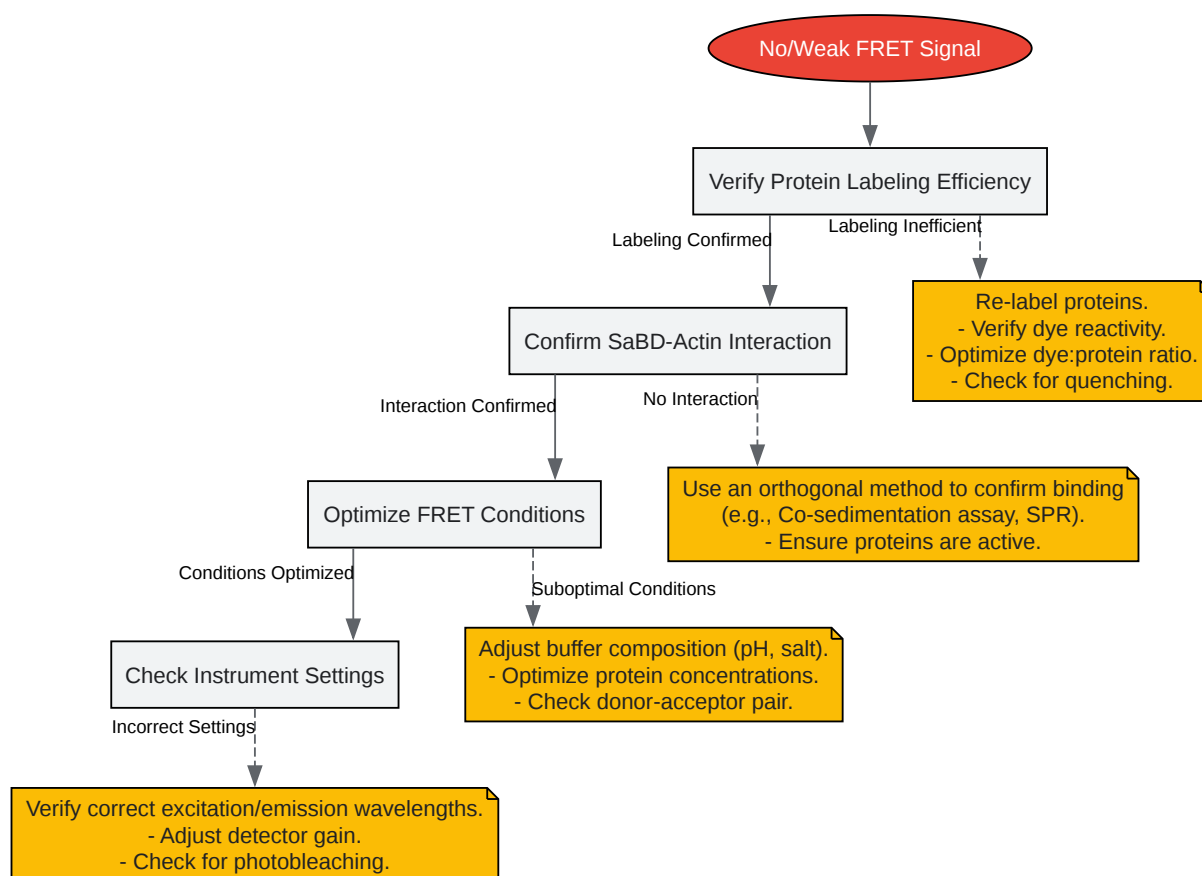 No/Weak FRET Signal
Verify Protein Labeling Efficiency
Labeling Confirmed
Labeling Inefficient
Re-label proteins.
- Verify dye reactivity.
- Optimize dye:protein ratio.
- Check for quenching.
Confirm SaBD-Actin Interaction
Interaction Confirmed
No Interaction
Use an orthogonal method to confirm binding
(e.g., Co-sedimentation assay, SPR).
- Ensure proteins are active.
Optimize FRET Conditions
Conditions Optimized
Suboptimal Conditions
Adjust buffer composition (pH, salt).
- Optimize protein concentrations.
- Check donor-acceptor pair.
Check Instrument Settings
Incorrect Settings
Verify correct excitation/emission wavelengths.
- Adjust detector gain.
- Check for photobleaching.